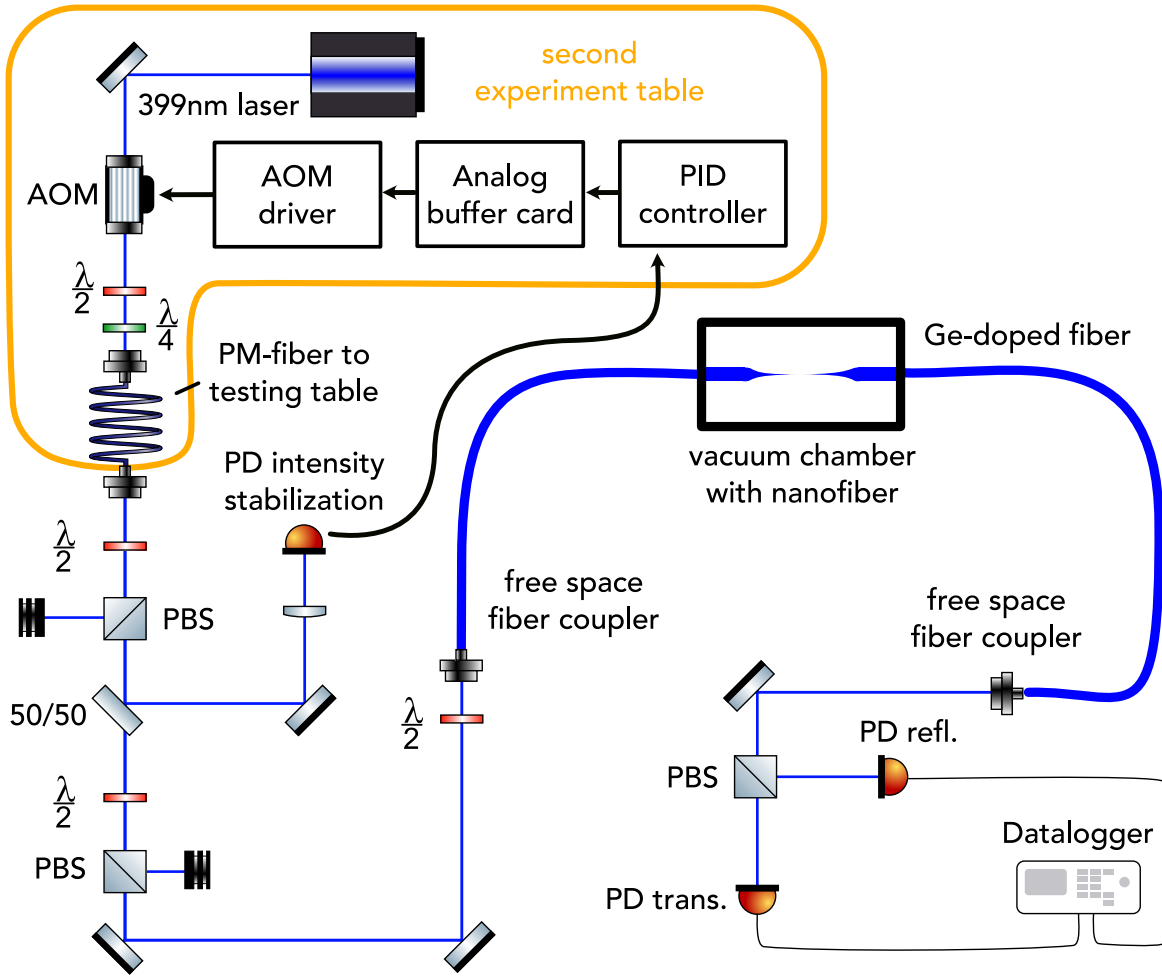 second
experiment table
399nm laser
AOM
AOM
driver
Analog
buffer card
PID
controller
λ
2
λ
4
PM-fiber to
testing table
Ge-doped fiber
vacuum chamber
with nanofiber
PD intensity
stabilization
λ
2
PBS
free space
fiber coupler
free space
fiber coupler
50/50
λ
2
PD refl.
PBS
λ
2
PBS
Datalogger
PD trans.